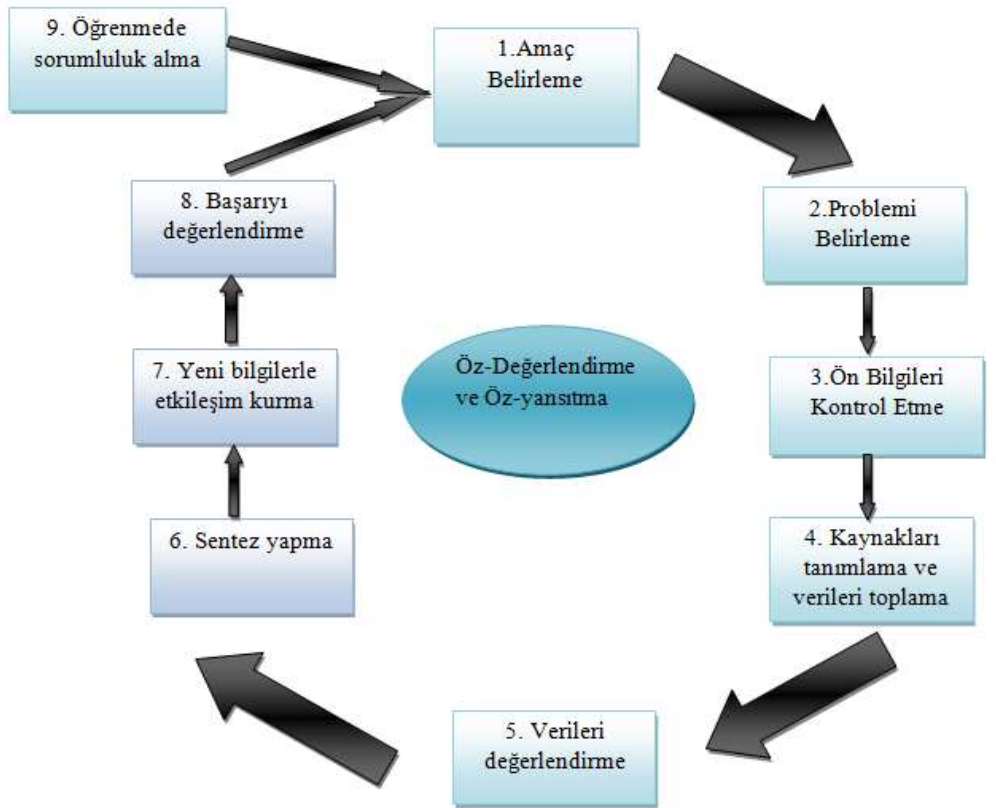 9. Öğrenmede
sorumluluk alma
1.Amaç
Belirleme
8. Başarıyı
değerlendirme
2.Problemi
Belirleme
Öz-Değerlendirme
ve Öz-yansıtma
7. Yeni bilgilerle
etkileşim kurma
3.Ön Bilgileri
Kontrol Etme
6. Sentez yapma
4. Kaynakları
tanımlama ve
verileri toplama
5. Verileri
değerlendirme